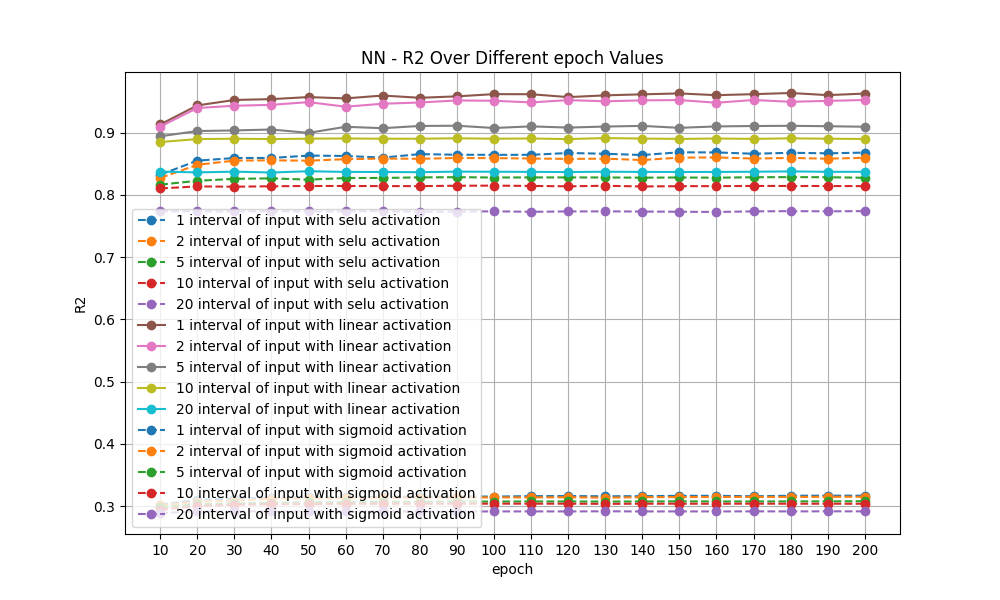 NN - R2 Over Different epoch Values
R2
0.9
0.8
0.7
0.6
0.5
0.4
0.3
1 interval of input with selu activation
2 interval of input with selu activation
5 interval of input with selu activation
10 interval of input with selu activation
20 interval of input with selu activation
1 interval of input with linear activation
2 interval of input with linear activation
5 interval of input with linear activation
10 interval of input with linear activation
20 interval of input with linear activation
1 interval of input with sigmoid activation
2 interval of input with sigmoid activation
5 interval of input with sigmoid activation
10 interval of input with sigmoid activation
20 interval of input with sigmoid activation
10 20 30 40 50 60 70 80 90 100 110 120 130 140 150 160 170 180 190 200
epoch